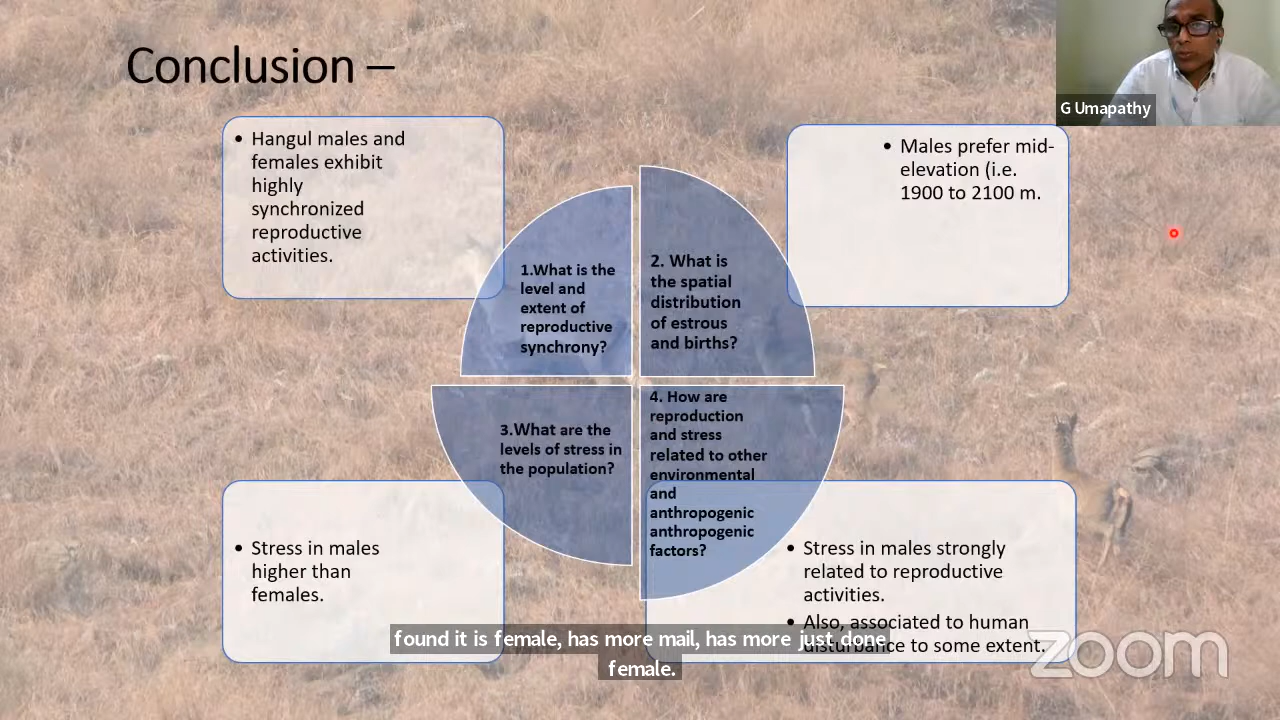 Conclusion –
G Umapathy
• Hangul males and
females exhibit
highly
synchronized
reproductive
activities.
• Males prefer mid-
elevation (i.e.
1900 to 2100 m.
1.What is the
level and
extent of
reproductive
synchrony?
2. What is
the spatial
distribution
of estrous
and births?
3.What are the
levels of stress in
the population?
4. How are
reproduction
and stress
related to other
environmental
and
anthropogenic
anthropogenic
factors?
• Stress in males
higher than
females.
• Stress in males strongly
related to reproductive
activities.
• Also, associated to human
disturbance to some extent.
found it is female, has more mail, has more just done
female.
zoom